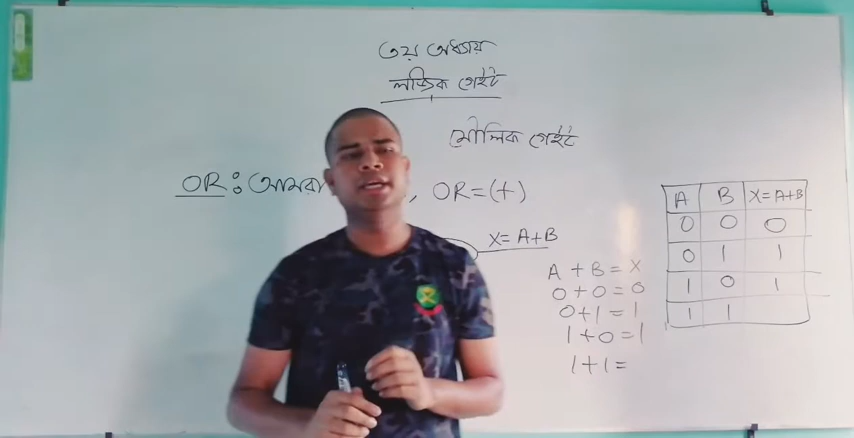 ৩য় অধ্যায়
লজিক গেইট
মৌলিক গেইট
OR: আমরা , OR=(+)
X=A+B
A+B=X
0+0=0
0+1=1
1+0=1
1+1=
A B X=A+B
0 0 0
0 1 1
1 0 1
1 1